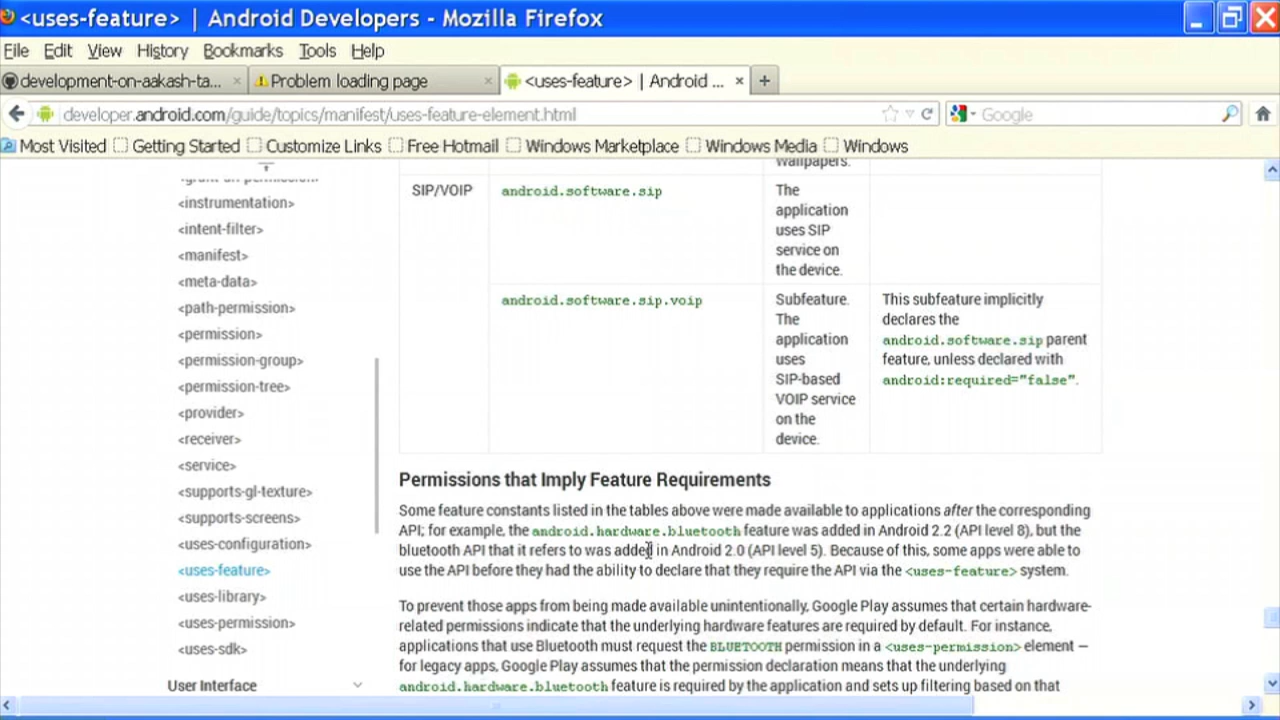 <uses-feature> | Android Developers - Mozilla Firefox
File Edit View History Bookmarks Tools Help
development-on-aakash-ta... × Problem loading page × <uses-feature> | Android ... × +
developer.android.com/guide/topics/manifest/uses-feature-element.html Google
Most Visited Getting Started Customize Links Free Hotmail Windows Marketplace Windows Media Windows
<grant-uri-permission>
<instrumentation>
<intent-filter>
<manifest>
<meta-data>
<path-permission>
<permission>
<permission-group>
<permission-tree>
<provider>
<receiver>
<service>
<supports-gl-texture>
<supports-screens>
<uses-configuration>
<uses-feature>
<uses-library>
<uses-permission>
<uses-sdk>
User Interface
Wallpapers.
SIP/VOIP android.software.sip
The
application
uses SIP
service on
the device.
android.software.sip.voip
Subfeature.
The
application
uses
SIP-based
VOIP service
on the
device.
This subfeature implicitly
declares the
android.software.sip parent
feature, unless declared with
android:required="false".
Permissions that Imply Feature Requirements
Some feature constants listed in the tables above were made available to applications after the corresponding
API; for example, the android.hardware.bluetooth feature was added in Android 2.2 (API level 8), but the
bluetooth API that it refers to was added in Android 2.0 (API level 5). Because of this, some apps were able to
use the API before they had the ability to declare that they require the API via the <uses-feature> system.
To prevent those apps from being made available unintentionally, Google Play assumes that certain hardware-
related permissions indicate that the underlying hardware features are required by default. For instance,
applications that use Bluetooth must request the BLUETOOTH permission in a <uses-permission> element —
for legacy apps, Google Play assumes that the permission declaration means that the underlying
android.hardware.bluetooth feature is required by the application and sets up filtering based on that